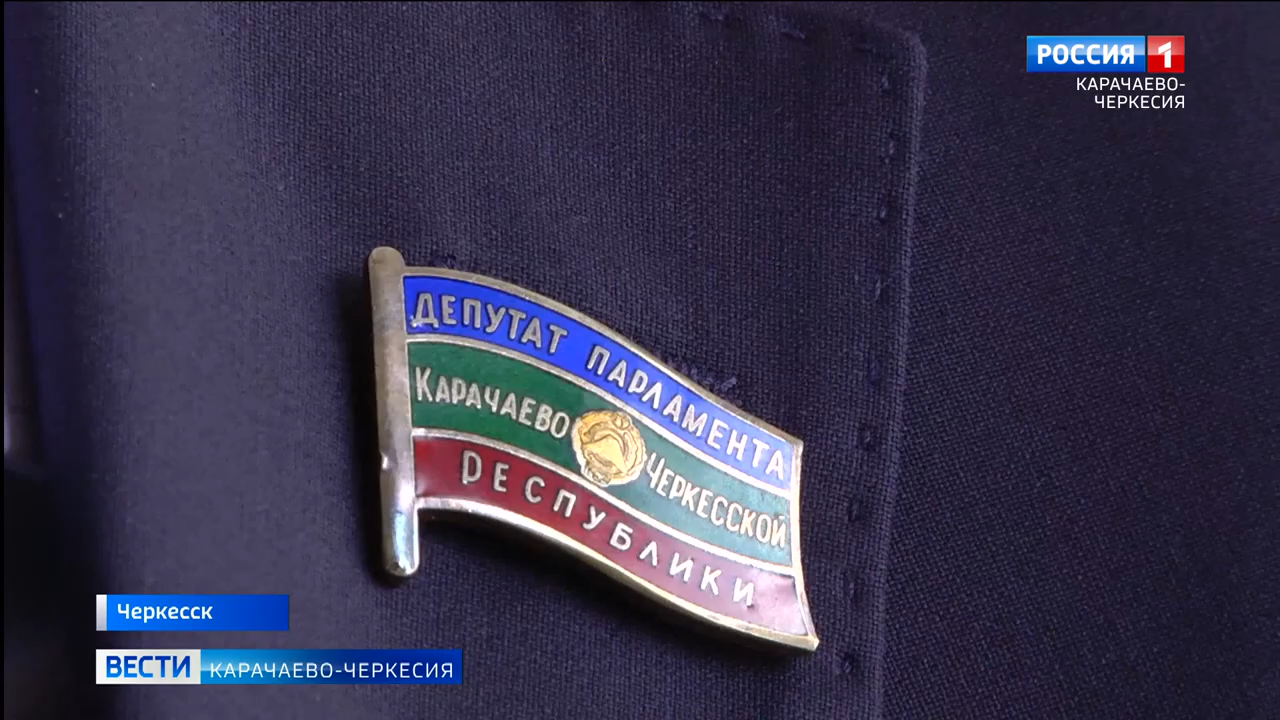 РОССИЯ 1
КАРАЧАЕВО-
ЧЕРКЕСИЯ
ДЕПУТАТ ПАРЛАМЕНТА
КАРАЧАЕВО ЧЕРКЕССКОЙ
РЕСПУБЛИКИ
Черкесск
ВЕСТИ КАРАЧАЕВО-ЧЕРКЕСИЯ